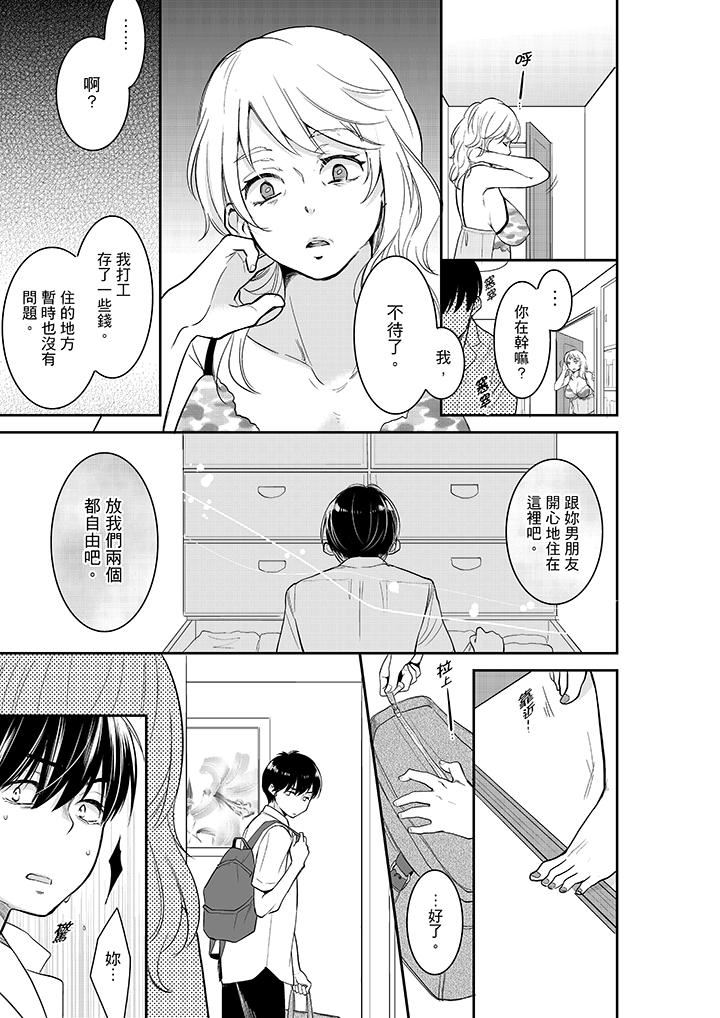 呼
…
你在幹嘛？
窸窣
窸窣
我，
不待了。
…
啊？
我打工
存了一些錢。
住的地方
暫時也沒有
問題。
跟妳男朋友
開心地住在
這裡吧。
放我們兩個
都自由吧。
靠近…
拉上
…好了。
妳…
驚